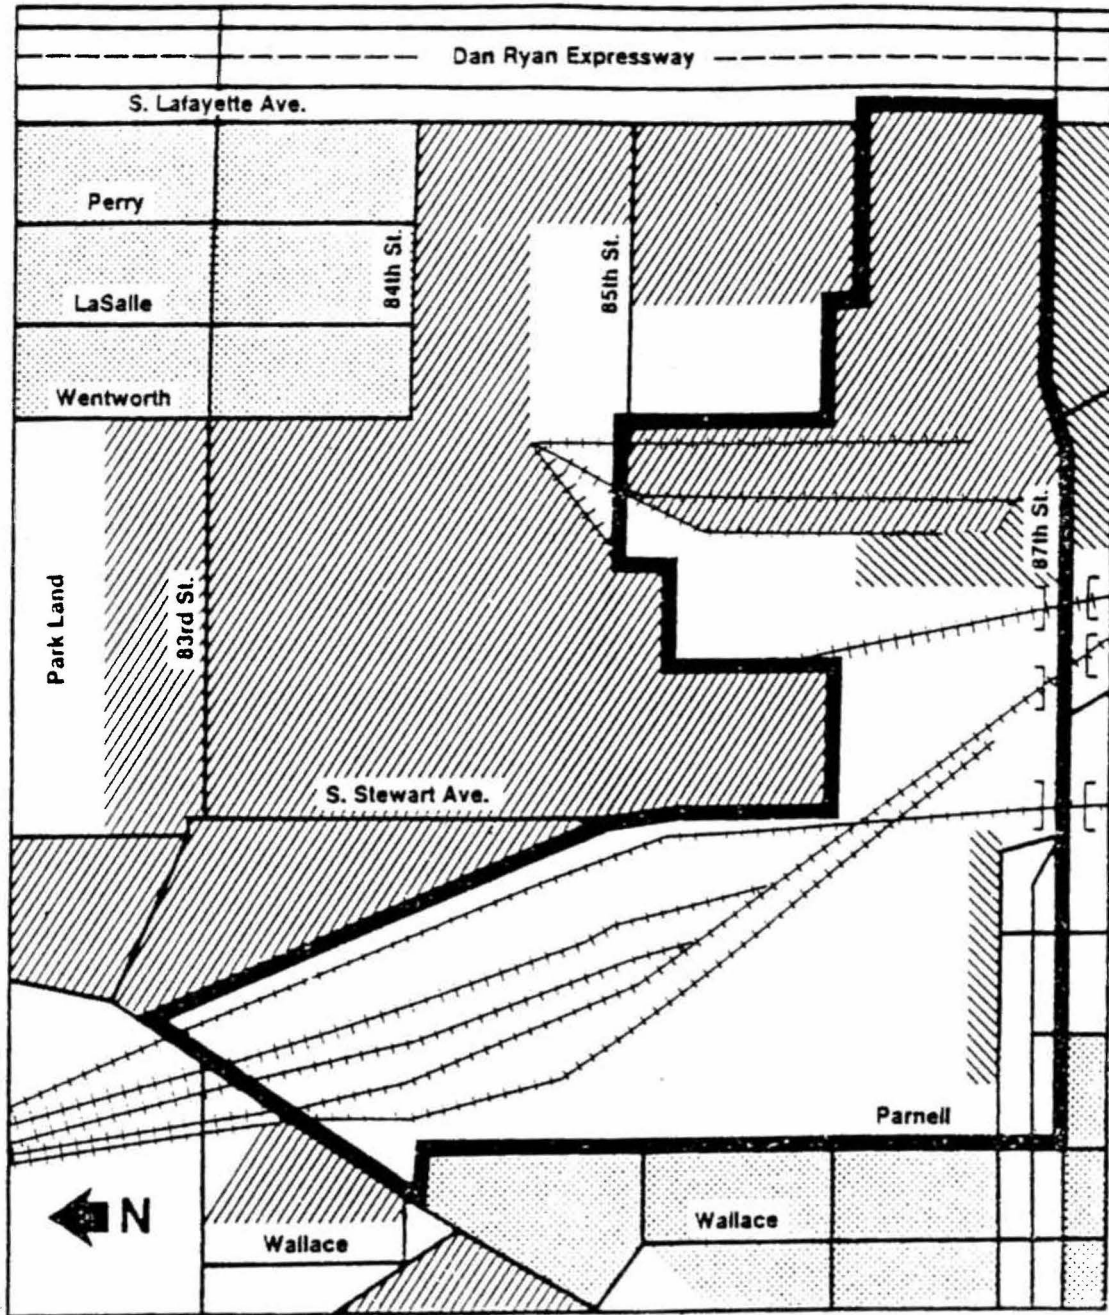 Dan Ryan Expressway
S. Lafayette Ave.
Perry
84th St.
85th St.
LaSalle
Wentworth
87th St.
Park Land
83rd St.
S. Stewart Ave.
Parnell
N
Wallace
Wallace